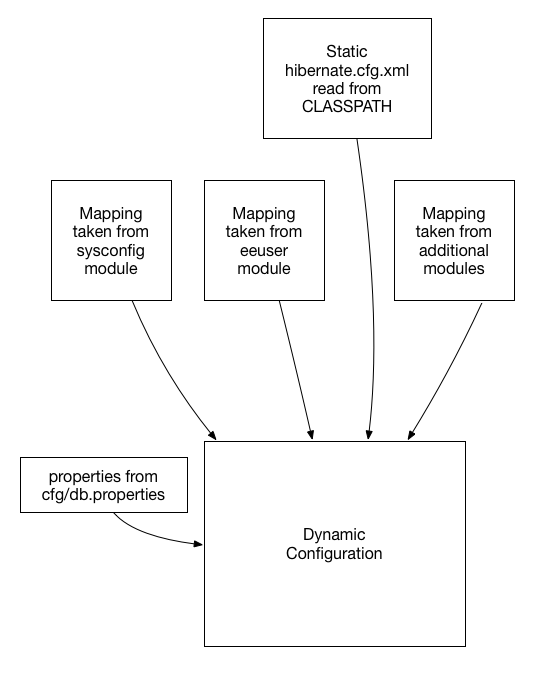 Static
hibernate.cfg.xml
read from
CLASSPATH
Mapping
taken from
sysconfig
module
Mapping
taken from
eeuser
module
Mapping
taken from
additional
modules
properties from
cfg/db.properties
Dynamic
Configuration